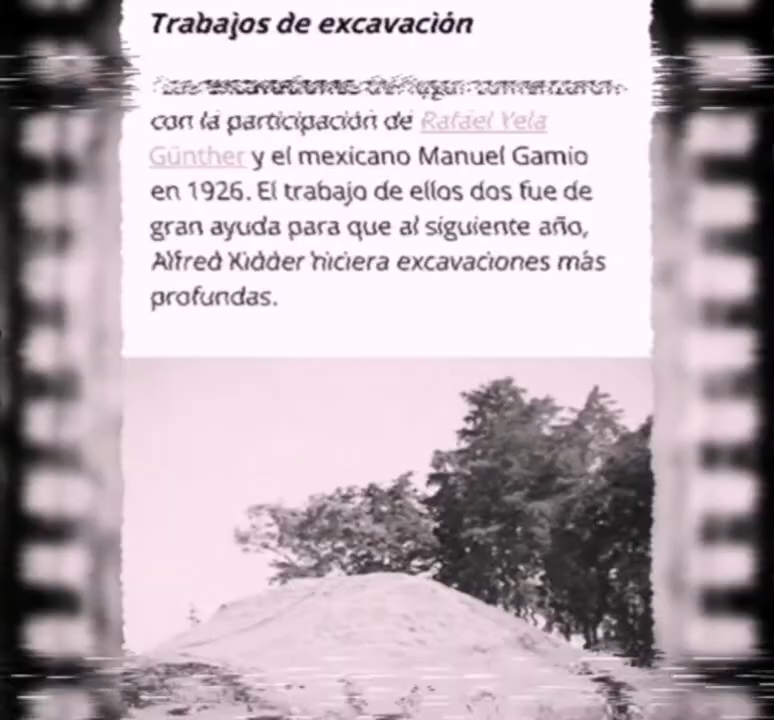 Trabajos de excavación
con la participación de Rafael Yela
Günther y el mexicano Manuel Gamio
en 1926. El trabajo de ellos dos fue de
gran ayuda para que al siguiente año,
Alfred Kidder hiciera excavaciones más
profundas.